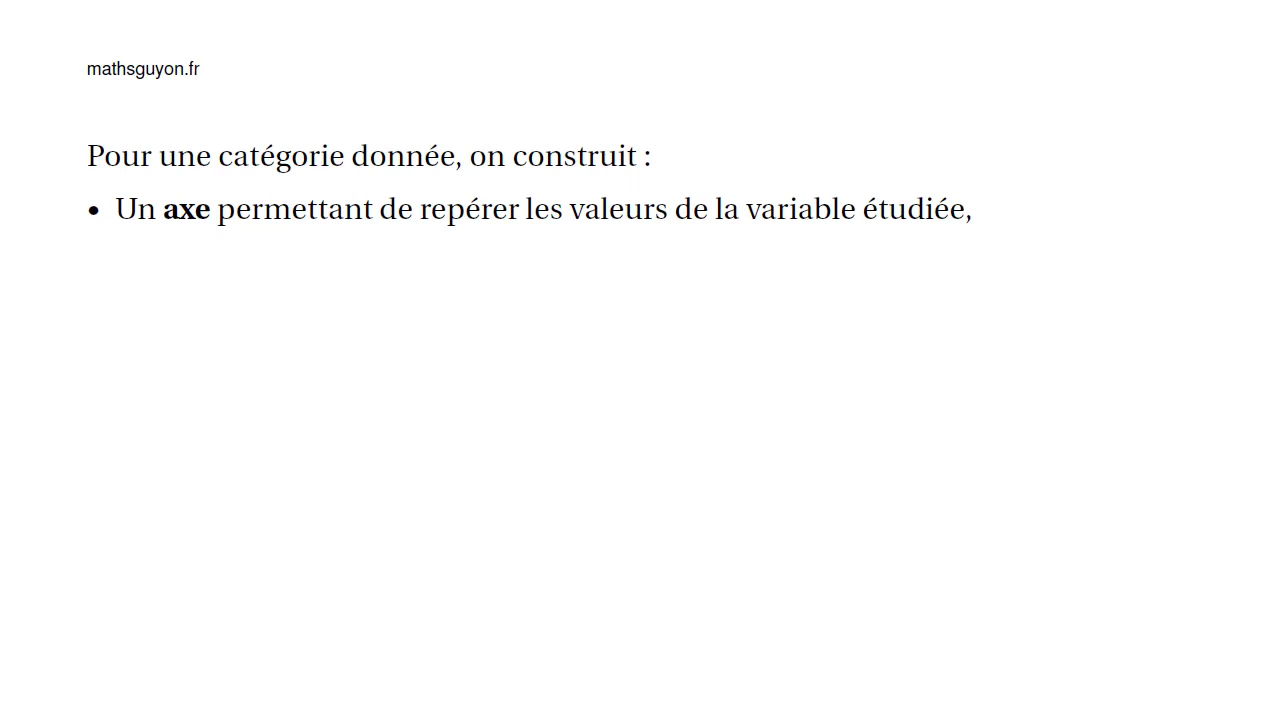 mathsguyon.fr
Pour une catégorie donnée, on construit :
• Un axe permettant de repérer les valeurs de la variable étudiée,